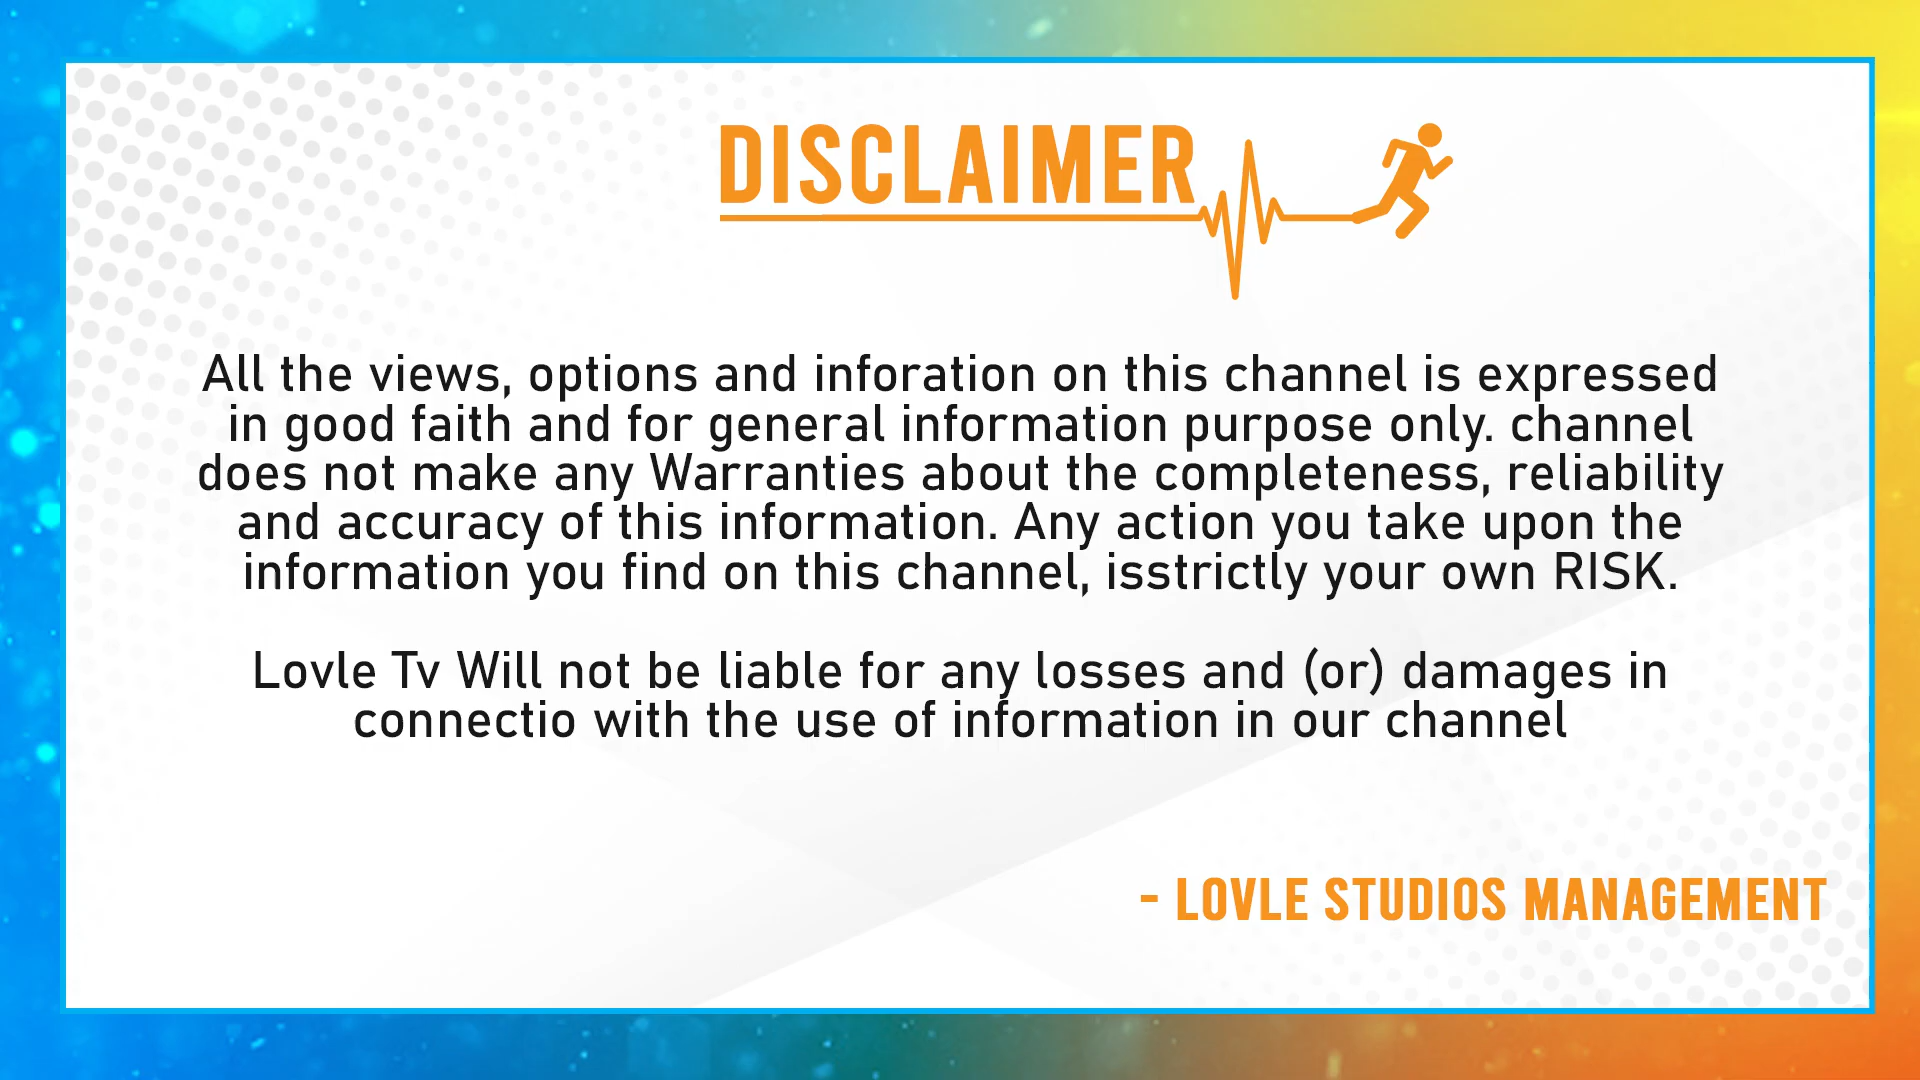 DISCLAIMER
All the views, options and inforation on this channel is expressed
in good faith and for general information purpose only. channel
does not make any Warranties about the completeness, reliability
and accuracy of this information. Any action you take upon the
information you find on this channel, isstrictly your own RISK.
Lovle Tv Will not be liable for any losses and (or) damages in
connectio with the use of information in our channel
- LOVLE STUDIOS MANAGEMENT